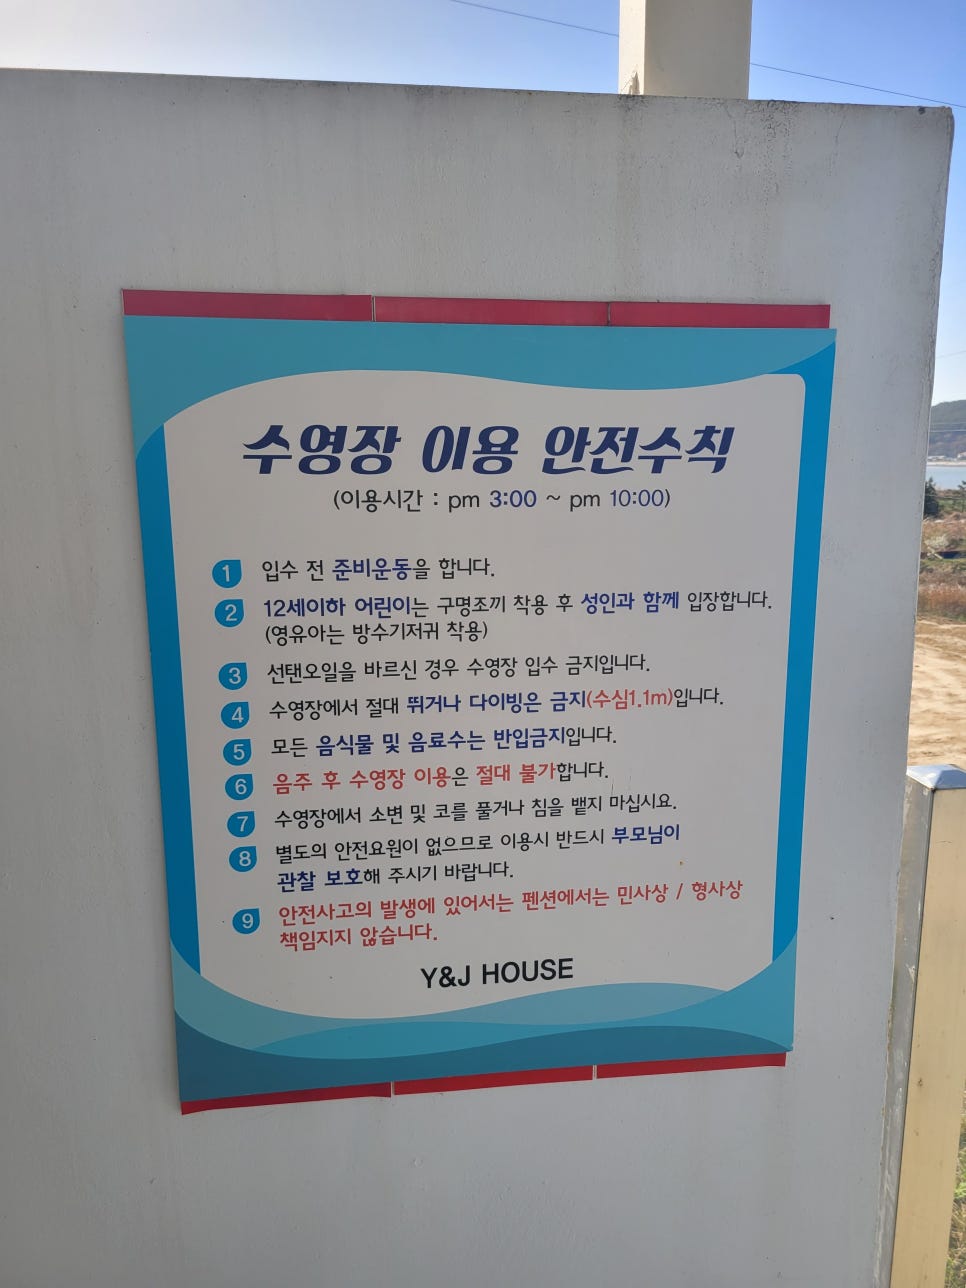 수영장 이용 안전수칙
(이용시간 : pm 3:00 ~ pm 10:00)
1 입수 전 준비운동을 합니다.
2 12세이하 어린이는 구명조끼 착용 후 성인과 함께 입장합니다.
(영유아는 방수기저귀 착용)
3 선탠오일을 바르신 경우 수영장 입수 금지입니다.
4 수영장에서 절대 뛰거나 다이빙은 금지(수심1.1m)입니다.
5 모든 음식물 및 음료수는 반입금지입니다.
6 음주 후 수영장 이용은 절대 불가합니다.
7 수영장에서 소변 및 코를 풀거나 침을 뱉지 마십시요.
8 별도의 안전요원이 없으므로 이용시 반드시 부모님이
관찰 보호해 주시기 바랍니다.
9 안전사고의 발생에 있어서는 펜션에서는 민사상 / 형사상
책임지지 않습니다.
Y&J HOUSE